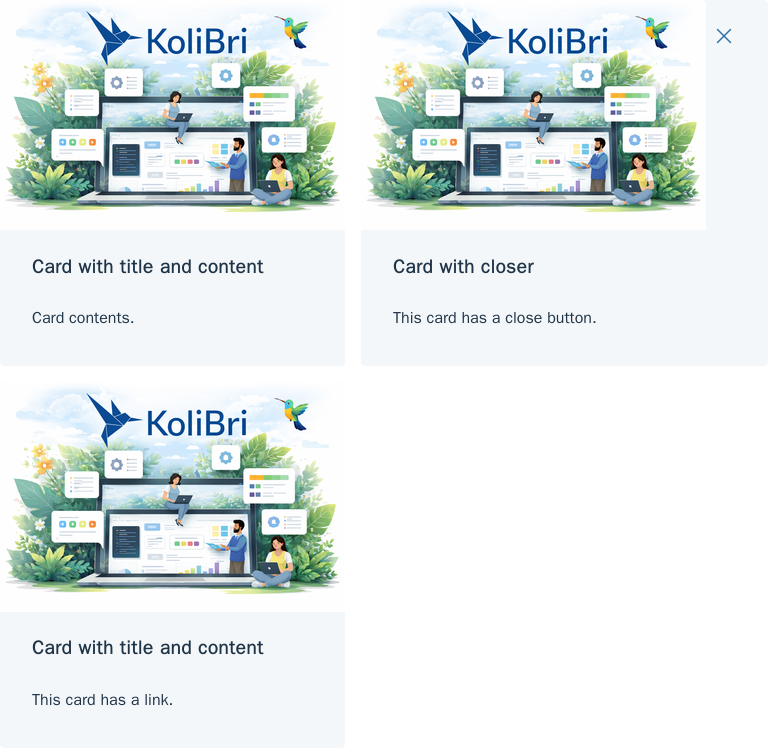 KoliBri
Card with title and content
Card contents.
KoliBri
Card with closer
This card has a close button.
KoliBri
Card with title and content
This card has a link.